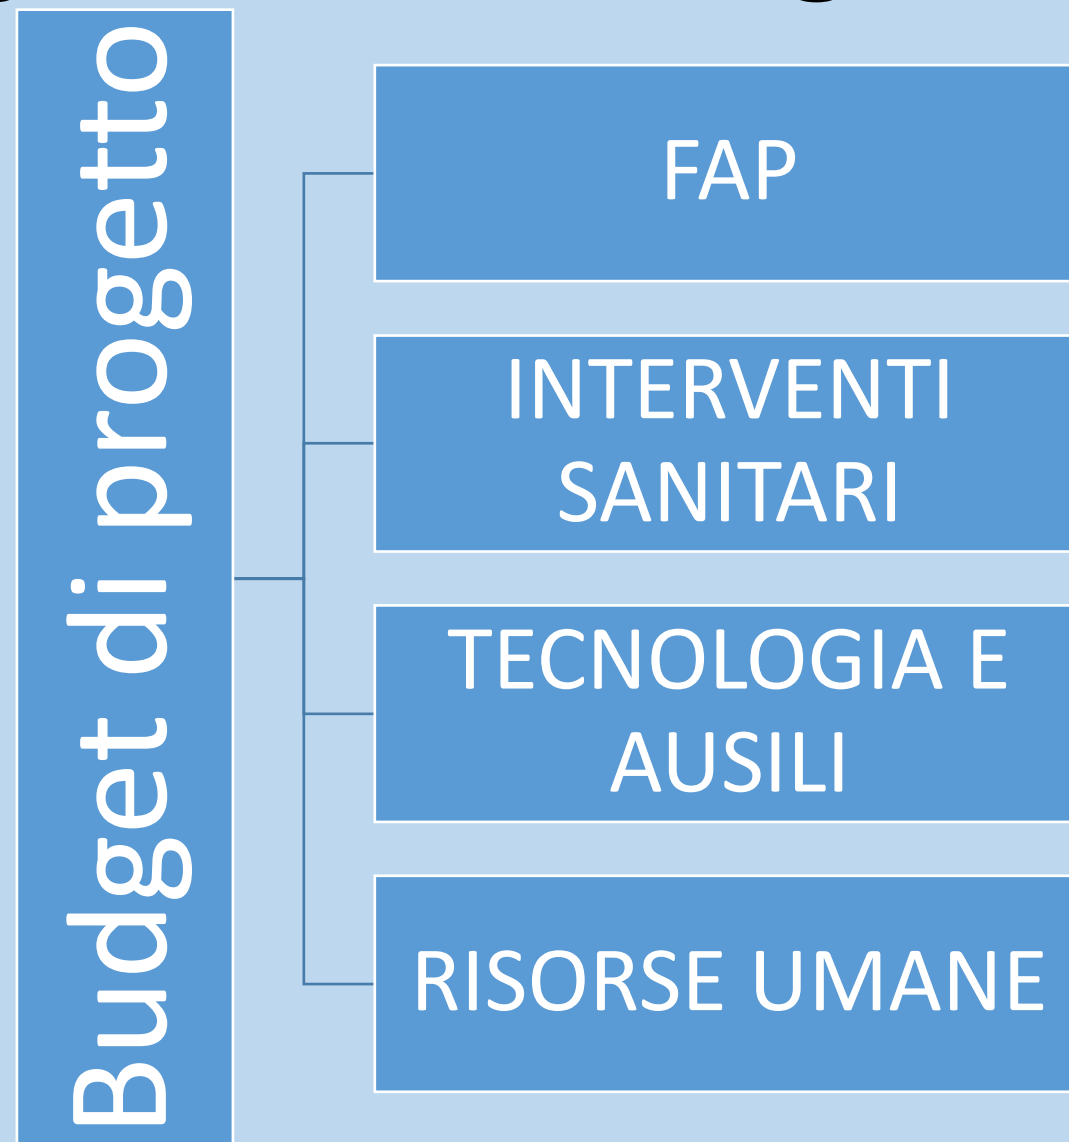 Budget di progetto
FAP
INTERVENTI
SANITARI
TECNOLOGIA E
AUSILI
RISORSE UMANE